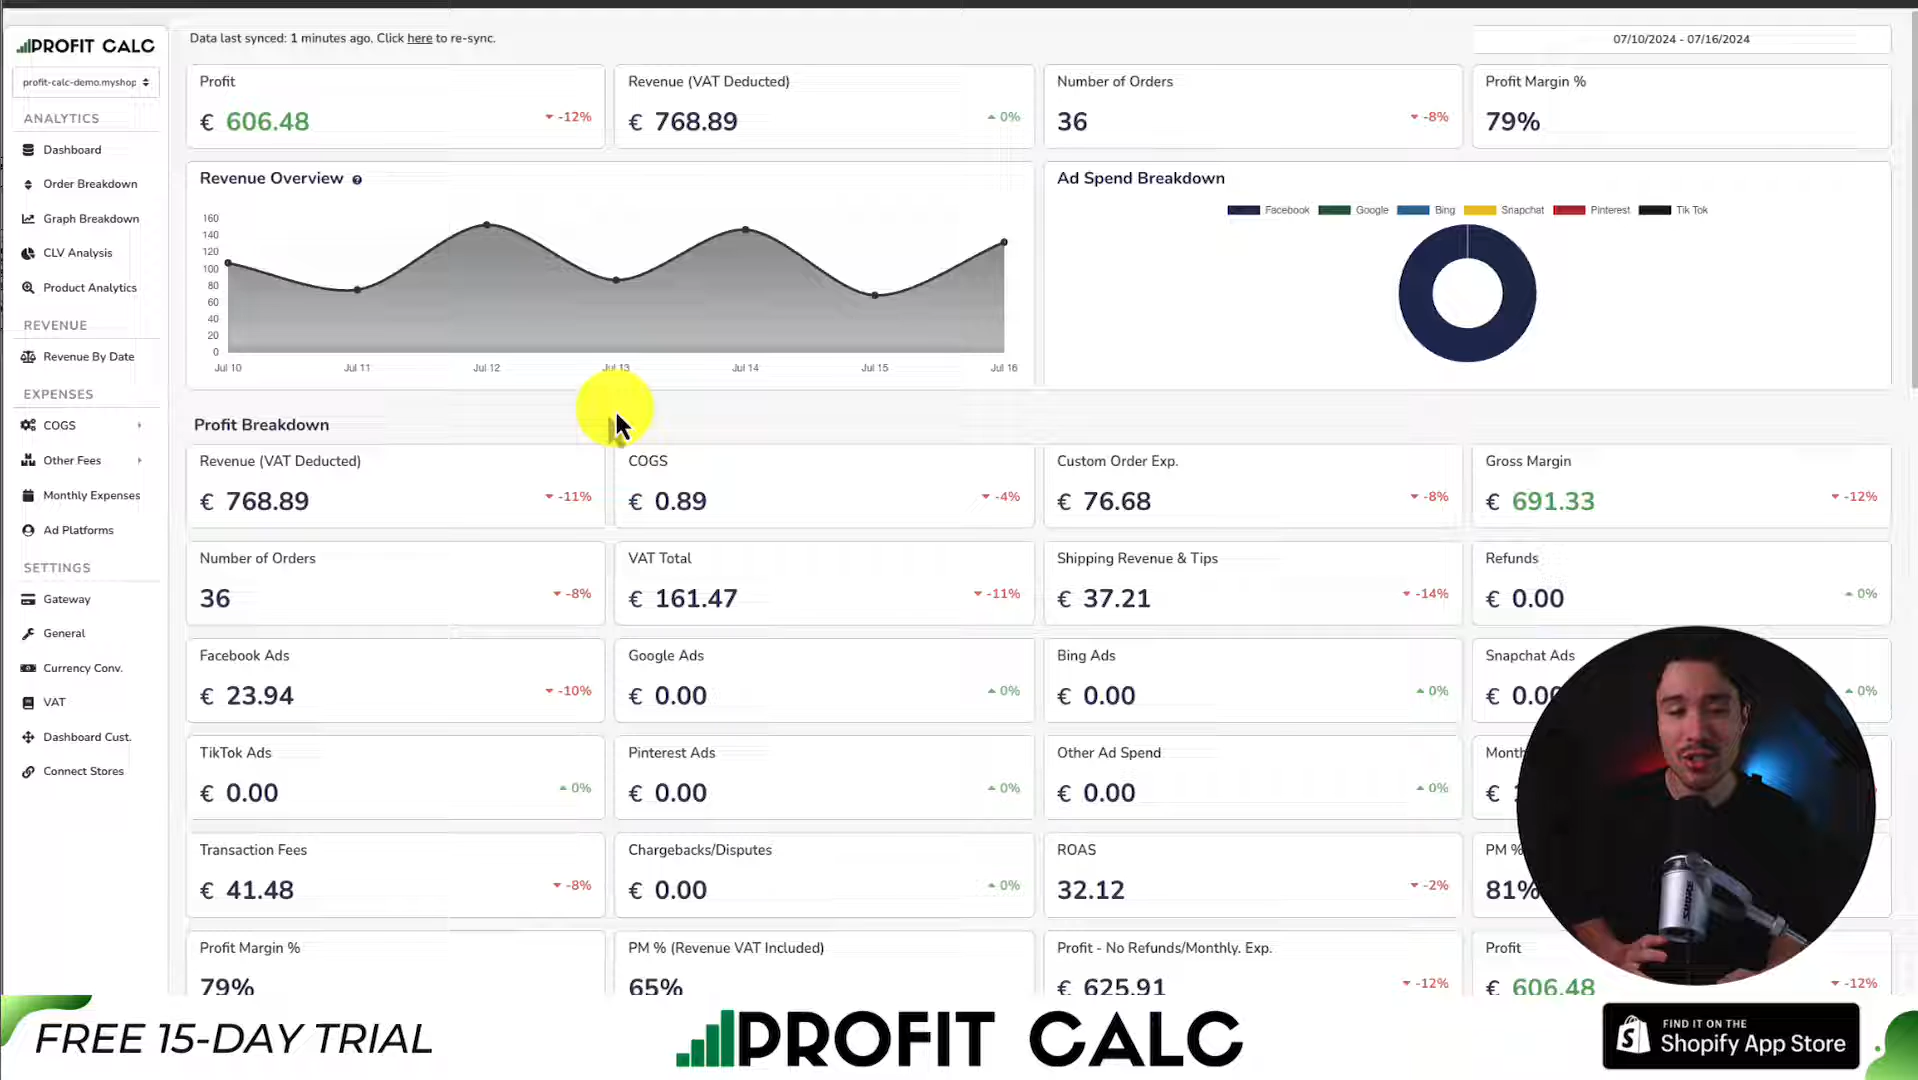 Data last synced: 1 minutes ago. Click here to re-sync.
07/10/2024 - 07/16/2024
PROFIT CALC
profit-calc-demo.myshop
ANALYTICS
Dashboard
Order Breakdown
Graph Breakdown
CLV Analysis
Product Analytics
REVENUE
Revenue By Date
EXPENSES
COGS
Other Fees
Monthly Expenses
Ad Platforms
SETTINGS
Gateway
General
Currency Conv.
VAT
Dashboard Cust.
Connect Stores
Profit
€ 606.48
-12%
Revenue (VAT Deducted)
€ 768.89
0%
Number of Orders
36
-8%
Profit Margin %
79%
Revenue Overview
160
140
120
100
80
60
40
20
0
Jul 10
Jul 11
Jul 12
Jul 13
Jul 14
Jul 15
Jul 16
Ad Spend Breakdown
Facebook
Google
Bing
Snapchat
Pinterest
Tik Tok
Profit Breakdown
Revenue (VAT Deducted)
€ 768.89
-11%
COGS
€ 0.89
-4%
Custom Order Exp.
€ 76.68
-8%
Gross Margin
€ 691.33
-12%
Number of Orders
36
-8%
VAT Total
€ 161.47
-11%
Shipping Revenue & Tips
€ 37.21
-14%
Refunds
€ 0.00
0%
Facebook Ads
€ 23.94
-10%
Google Ads
€ 0.00
0%
Bing Ads
€ 0.00
0%
Snapchat Ads
€ 0.00
0%
TikTok Ads
€ 0.00
0%
Pinterest Ads
€ 0.00
0%
Other Ad Spend
€ 0.00
0%
Month
€
Transaction Fees
€ 41.48
-8%
Chargebacks/Disputes
€ 0.00
0%
ROAS
32.12
-2%
PM %
81%
Profit Margin %
79%
PM % (Revenue VAT Included)
65%
Profit - No Refunds/Monthly. Exp.
€ 625.91
-12%
Profit
€ 606.48
-12%
SHURE
FREE 15-DAY TRIAL
PROFIT CALC
FIND IT ON THE
Shopify App Store